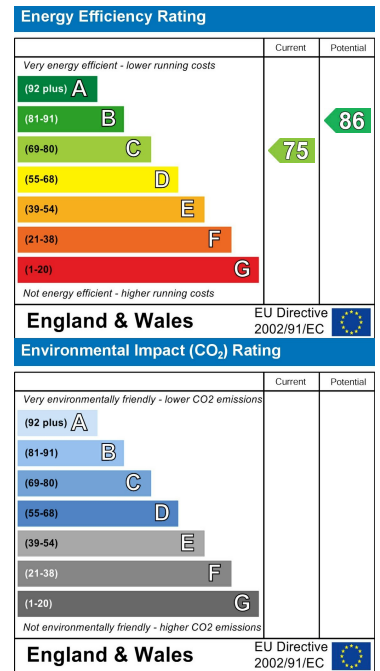 Energy Efficiency Rating
Current Potential
Very energy efficient - lower running costs
(92 plus) A
(81-91) B 86
(69-80) C 75
(55-68) D
(39-54) E
(21-38) F
(1-20) G
Not energy efficient - higher running costs
England & Wales EU Directive 2002/91/EC
Environmental Impact (CO₂) Rating
Current Potential
Very environmentally friendly - lower CO2 emissions
(92 plus) A
(81-91) B
(69-80) C
(55-68) D
(39-54) E
(21-38) F
(1-20) G
Not environmentally friendly - higher CO2 emissions
England & Wales EU Directive 2002/91/EC